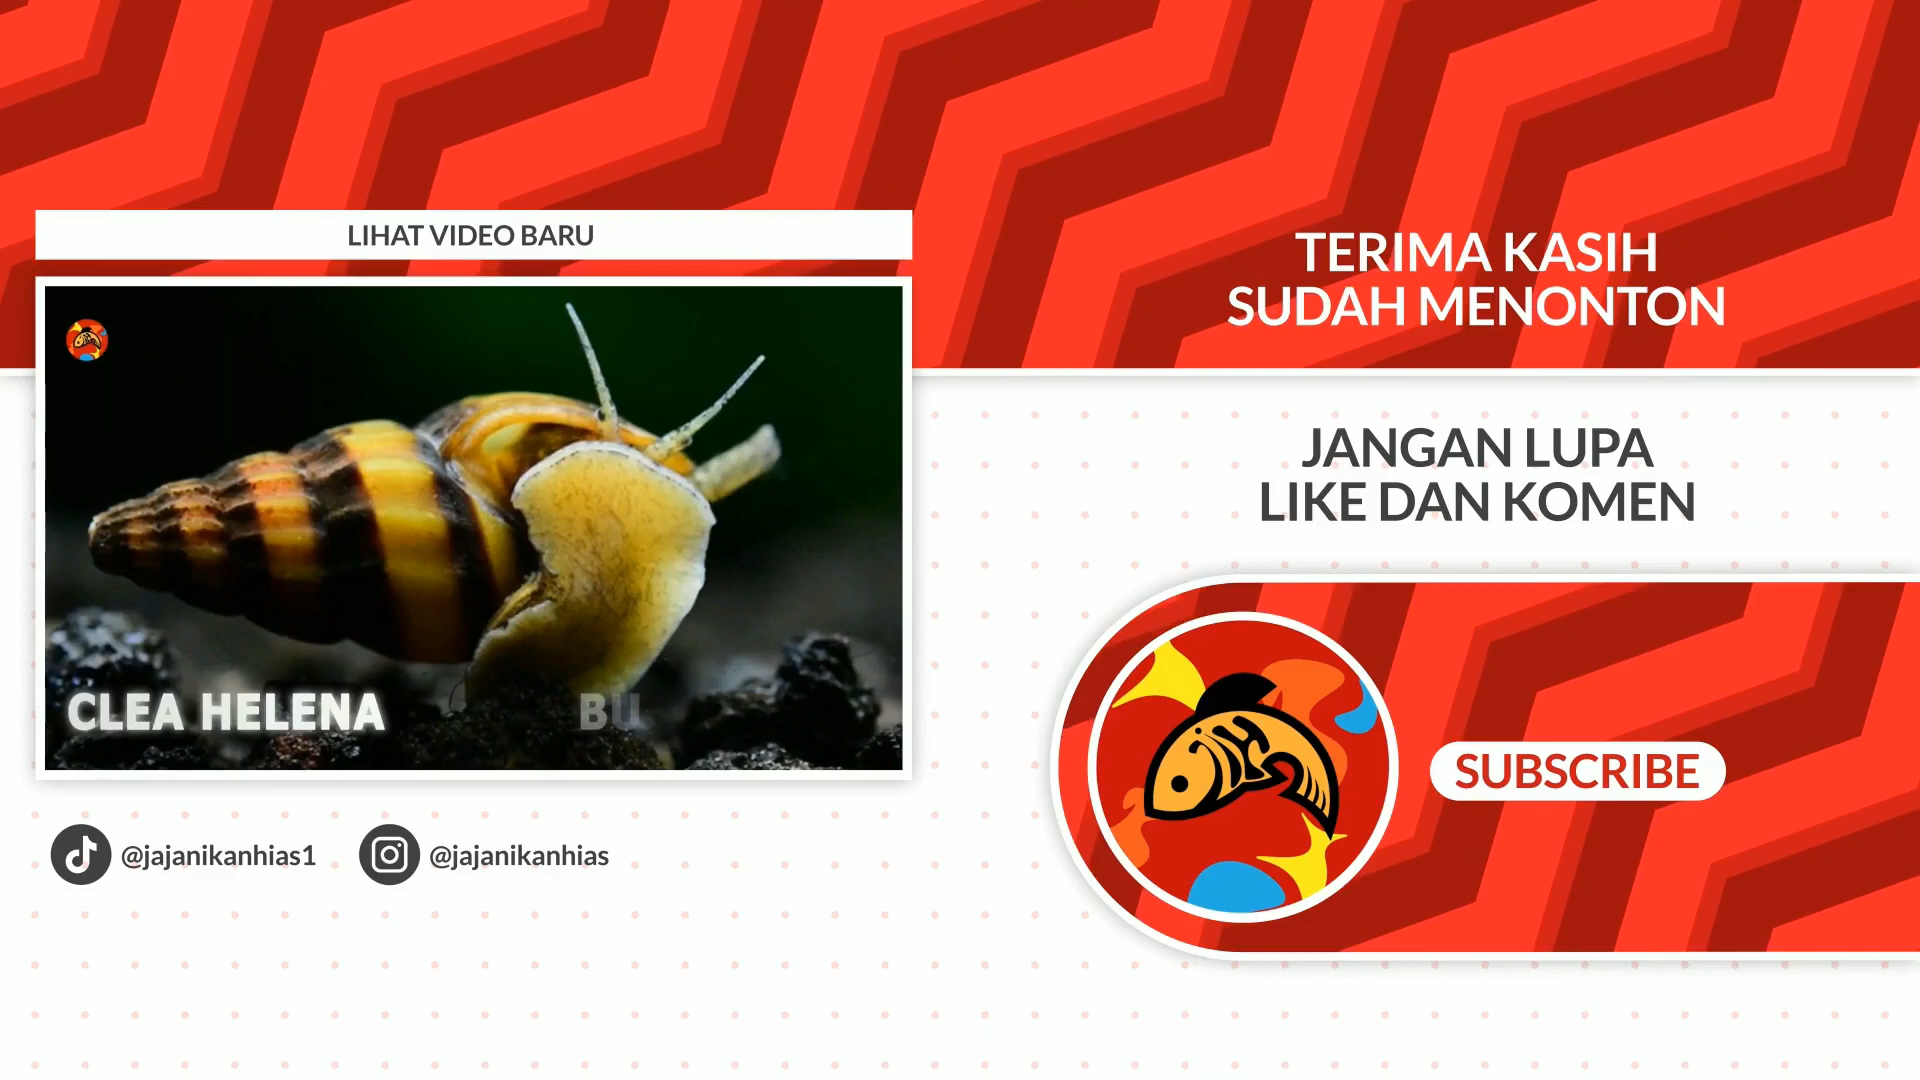 LIHAT VIDEO BARU
CLEA HELENA
BU
@jajanikanhias1
@jajanikanhias
TERIMA KASIH
SUDAH MENONTON
JANGAN LUPA
LIKE DAN KOMEN
SUBSCRIBE